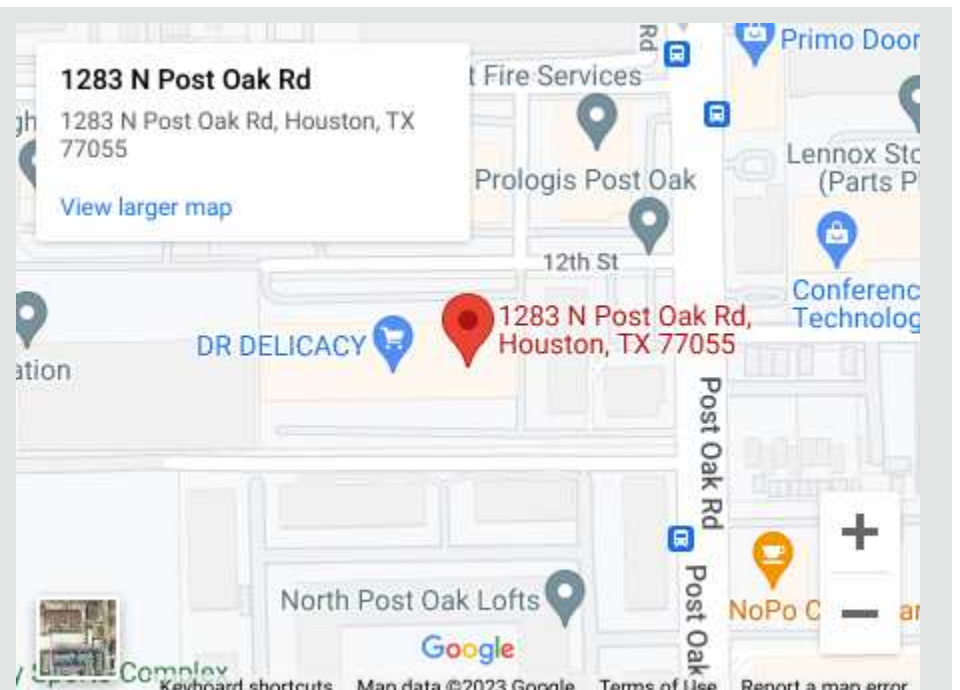 1283 N Post Oak Rd
1283 N Post Oak Rd, Houston, TX
77055
View larger map
Rd
Primo Door
t Fire Services
Lennox Sto
(Parts P
Prologis Post Oak
12th St
Conferenc
Technolog
1283 N Post Oak Rd,
Houston, TX 77055
DR DELICACY
ation
Post Oak Rd
Post Oak
North Post Oak Lofts
NoPo C
ar
Google
Complex
Keyboard shortcuts
Map data ©2023 Google
Terms of Use
Report a map error